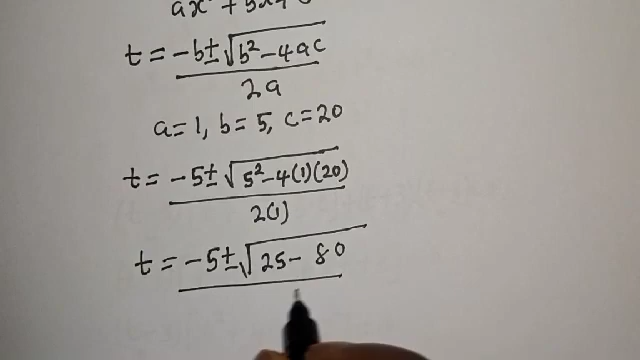 t = -b ± √b² - 4ac
2a
a = 1, b = 5, c = 20
t = -5 ± √5² - 4(1)(20)
2(1)
t = -5 ± √25 - 80